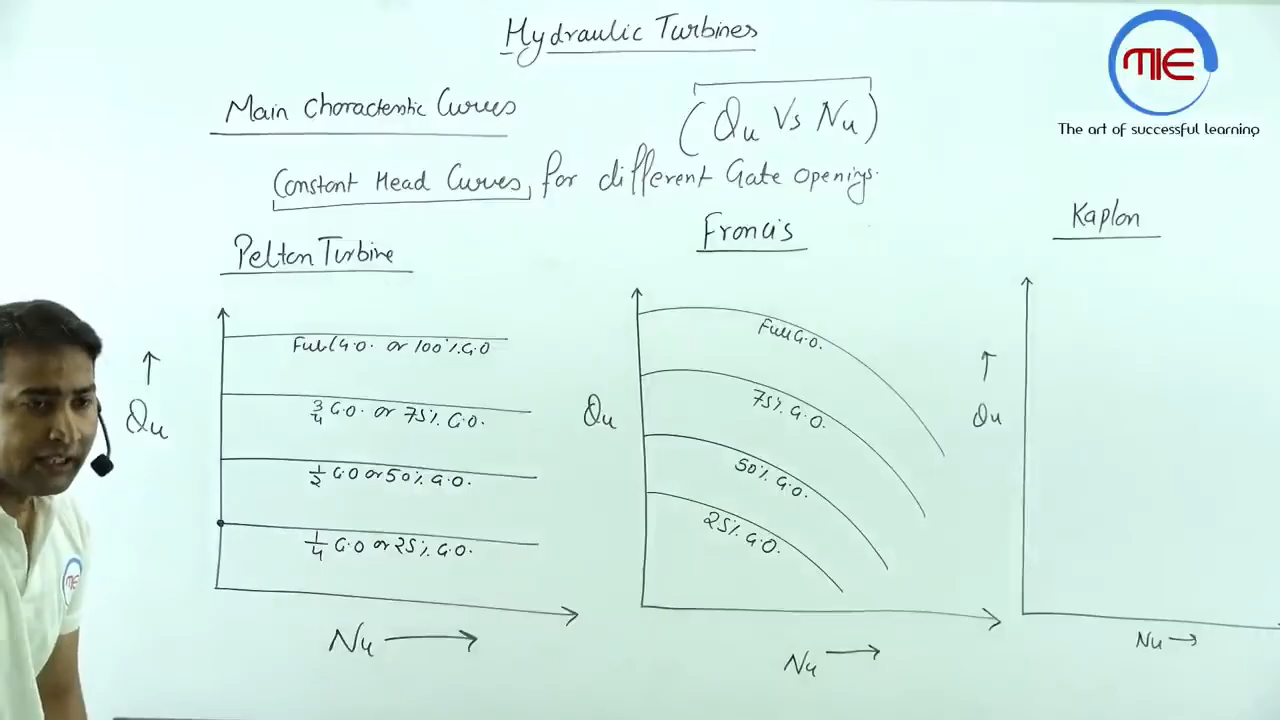 Hydraulic Turbines
MIE
The art of successful learning
Main Characteristic Curves
(Qu Vs Nu)
Constant Head Curves, for different Gate openings.
Pelton Turbine
Francis
Kaplan
Full G.O. or 100% G.O
3/4 G.O. or 75% G.O.
1/2 G.O or 50% G.O.
1/4 G.O or 25% G.O.
Qu
Nu
Full G.O.
75% G.O.
50% G.O.
25% G.O.
Qu
Nu
Qu
Nu
MIE